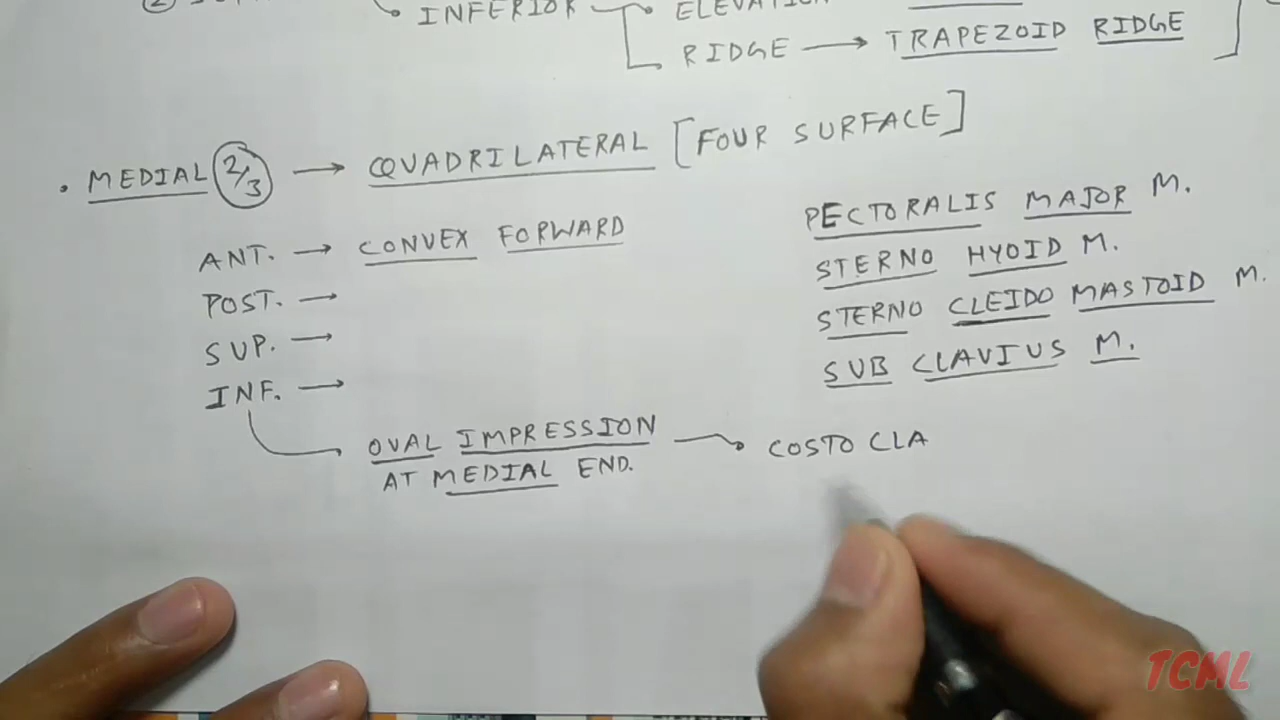 INFERIOR ELEVATION
RIDGE → TRAPEZOID RIDGE
. MEDIAL 2/3 → QUADRILATERAL [FOUR SURFACE]
ANT. → CONVEX FORWARD
POST. →
SUP. →
INF. →
PECTORALIS MAJOR M.
STERNO HYOID M.
STERNO CLEIDO MASTOID M.
SUB CLAVIUS M.
OVAL IMPRESSION
AT MEDIAL END.
COSTO CLA
TCML